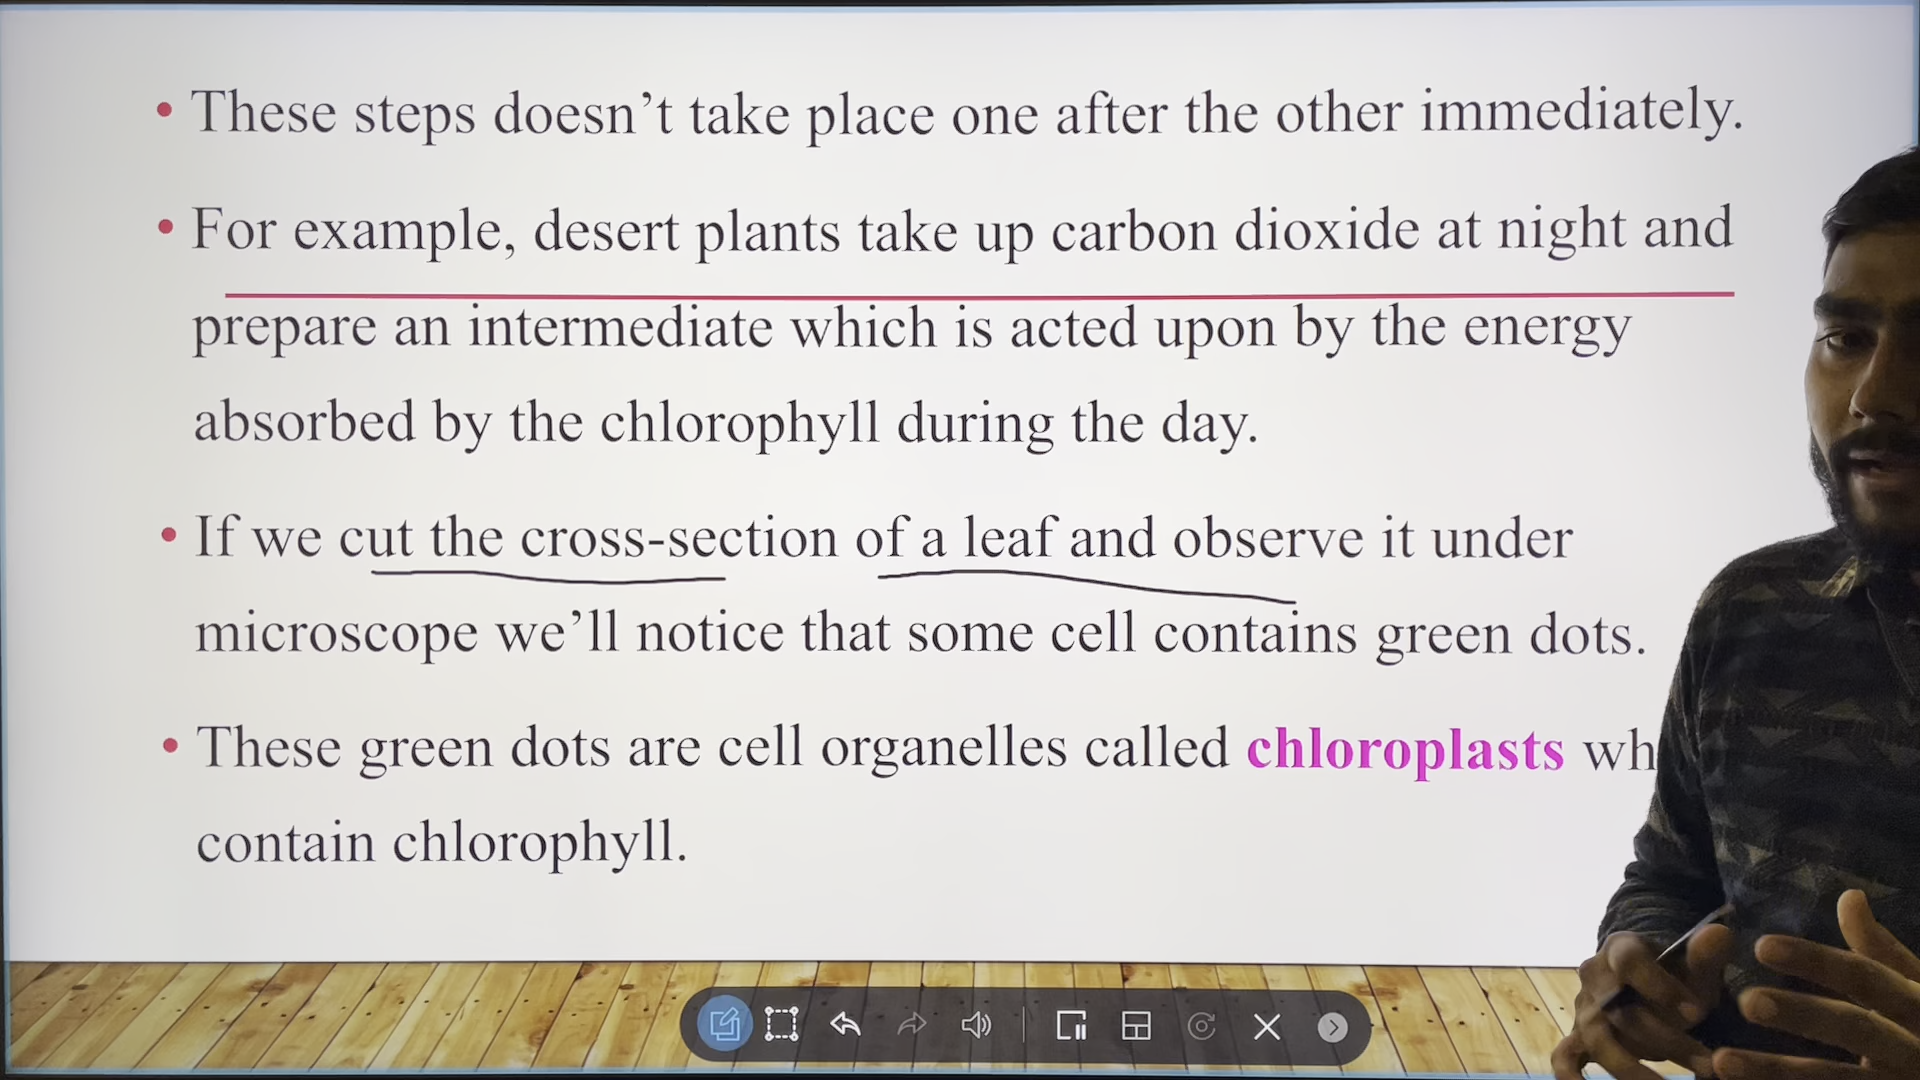 • These steps doesn’t take place one after the other immediately.
• For example, desert plants take up carbon dioxide at night and
prepare an intermediate which is acted upon by the energy
absorbed by the chlorophyll during the day.
• If we cut the cross-section of a leaf and observe it under
microscope we’ll notice that some cell contains green dots.
• These green dots are cell organelles called chloroplasts wh
contain chlorophyll.